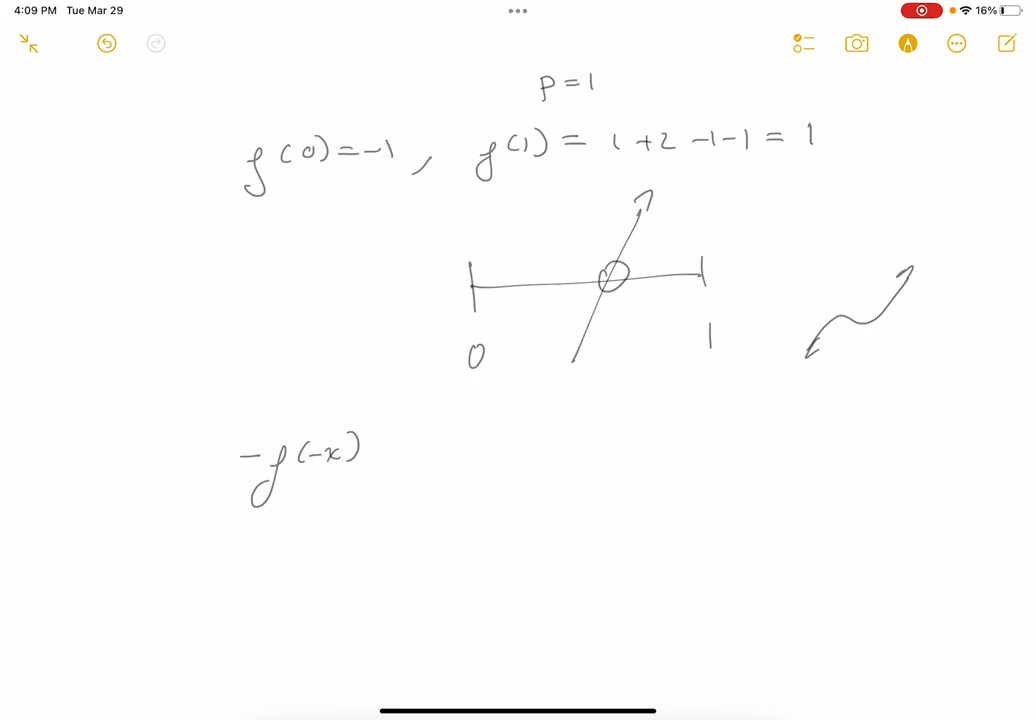 4:09 PM Tue Mar 29
16%
p = 1
f(0) = -1, f(1) = 1 + 2 - 1 - 1 = 1
0 1
-f(-x)